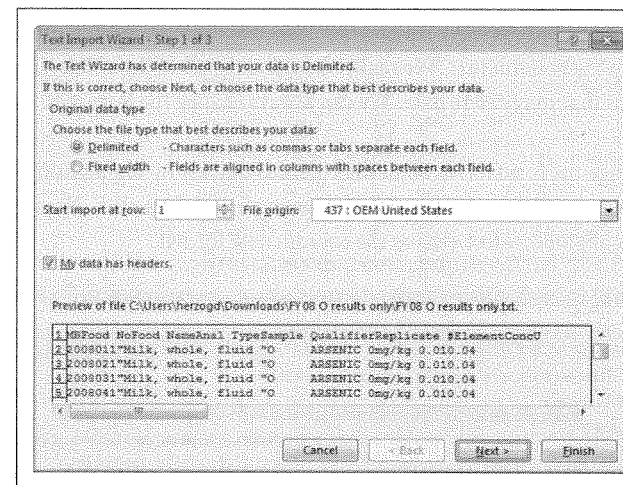 Text Import Wizard - Step 1 of 3
The Text Wizard has determined that your data is Delimited.
If this is correct, choose Next, or choose the data type that best describes your data.
Original data type
Choose the file type that best describes your data:
Delimited - Characters such as commas or tabs separate each field.
Fixed width - Fields are aligned in columns with spaces between each field.
Start import at row: 1 File origin: 437 : OEM United States
My data has headers.
Preview of file C:\Users\herzogd\Downloads\FY08 O results only\FY08 O results only.txt.
1 MBFood NoFood NameAnal TypeSample QualifierReplicate #ElementConcU
2 2008011"Milk, whole, fluid "O ARSENIC 0mg/kg 0.010.04
3 2008021"Milk, whole, fluid "O ARSENIC 0mg/kg 0.010.04
4 2008031"Milk, whole, fluid "O ARSENIC 0mg/kg 0.010.04
5 2008041"Milk, whole, fluid "O ARSENIC 0mg/kg 0.010.04
Cancel < Back Next > Finish